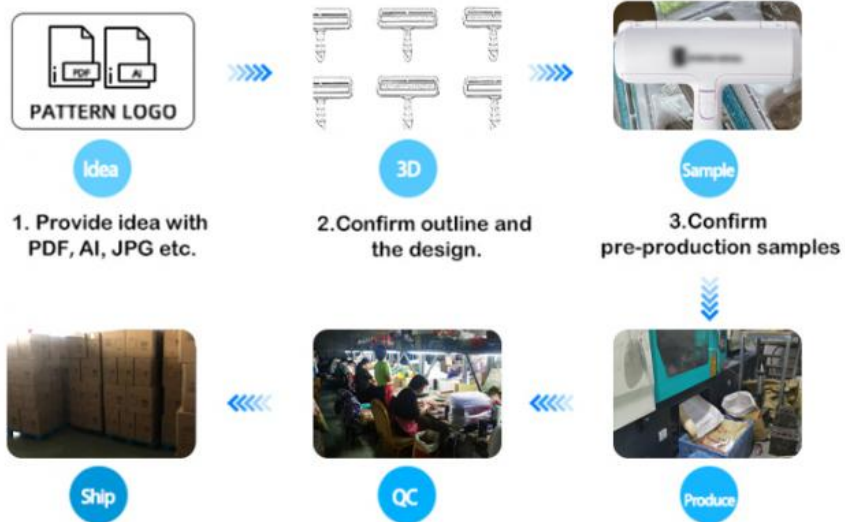 PDF
Ai
PATTERN LOGO
Idea
3D
Sample
1. Provide idea with
PDF, AI, JPG etc.
2.Confirm outline and
the design.
3.Confirm
pre-production samples
Ship
QC
Produce